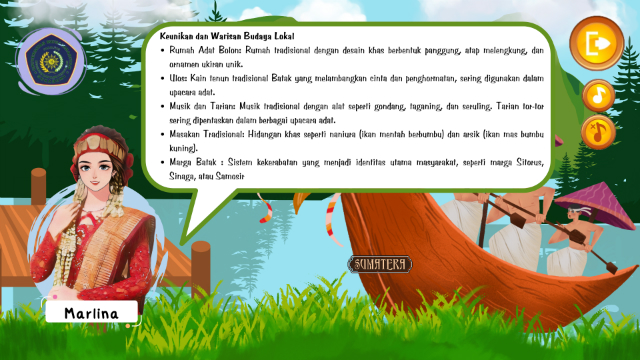 Keunikan dan Warisan Budaya Lokal
• Rumah Adat Bolon: Rumah tradisional dengan desain khas berbentuk panggung, atap melengkung, dan
ornamen ukiran unik.
• Ulos: Kain tenun tradisional Batak yang melambangkan cinta dan penghormatan, sering digunakan dalam
upacara adat.
• Musik dan Tarian: Musik tradisional dengan alat seperti gondang, taganing, dan seruling. Tarian tor-tor
sering dipentaskan dalam berbagai upacara adat.
• Masakan Tradisional: Hidangan khas seperti naniura (ikan mentah berbumbu) dan arsik (ikan mas bumbu
kuning).
• Marga Batak : Sistem kekerabatan yang menjadi identitas utama masyarakat, seperti marga Sitorus,
Sinaga, atau Samosir
SUMATERA
Marlina